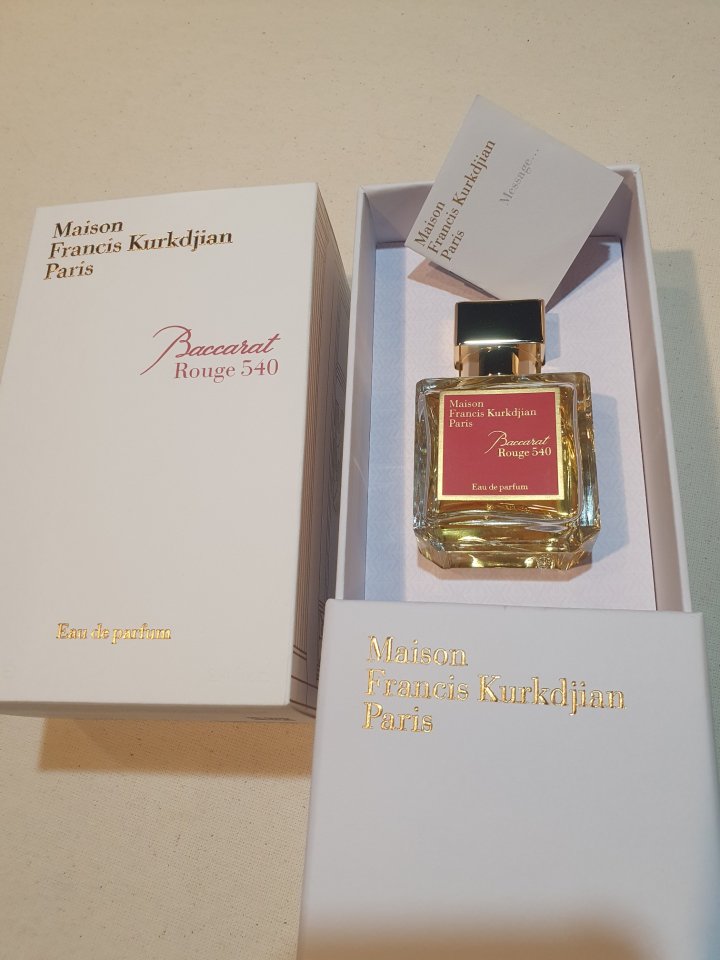 Maison
Francis Kurkdjian
Paris
Baccarat
Rouge 540
Eau de parfum
Maison
Francis Kurkdjian
Paris
Message...
Maison
Francis Kurkdjian
Paris
Baccarat
Rouge 540
Eau de parfum
Maison
Francis Kurkdjian
Paris